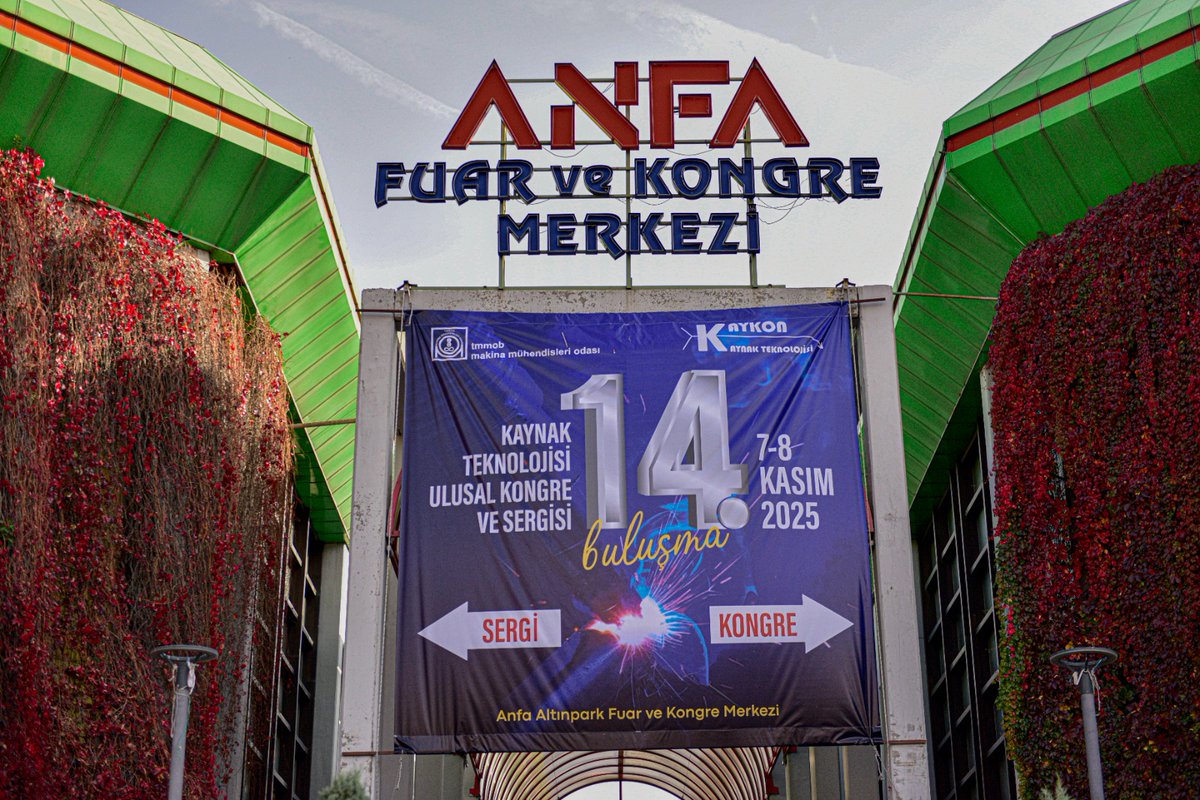 ANFA
FUAR ve KONGRE
MERKEZİ
tmmob
makina mühendisleri odası
KAYKON
KAYNAK TEKNOLOJİSİ
KAYNAK
TEKNOLOJİSİ
ULUSAL KONGRE
VE SERGİSİ
14.
buluşma
7-8
KASIM
2025
SERGİ
KONGRE
Anfa Altınpark Fuar ve Kongre Merkezi